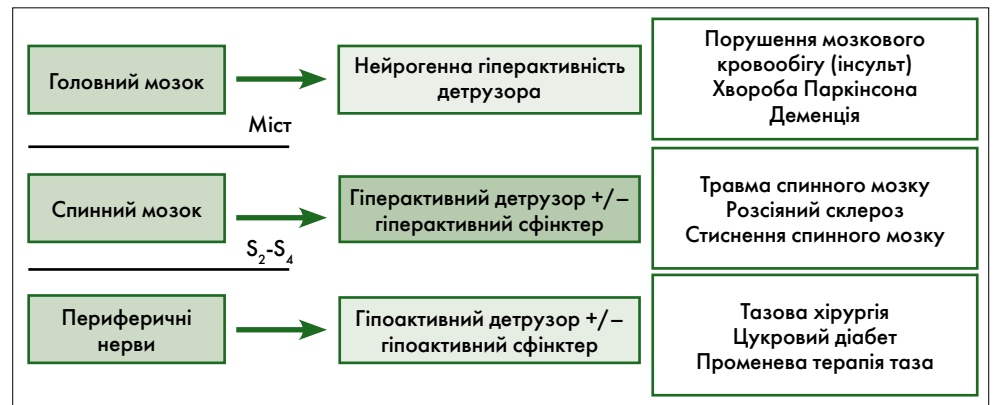 Головний мозок
Нейрогенна гіперактивність
детрузора
Порушення мозкового
кровообігу (інсульт)
Хвороба Паркінсона
Деменція
Міст
Спинний мозок
Гіперактивний детрузор +/–
гіперактивний сфінктер
Травма спинного мозку
Розсіяний склероз
Стиснення спинного мозку
S₂-S₄
Периферичні
нерви
Гіпоактивний детрузор +/–
гіпоактивний сфінктер
Тазова хірургія
Цукровий діабет
Променева терапія таза